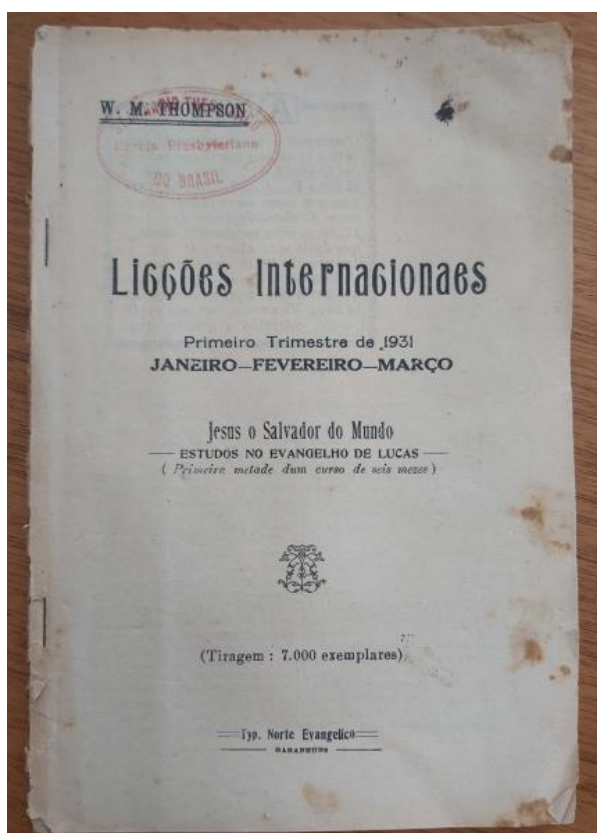 W. M. THOMPSON
Egreja Presbyteriana
DO BRASIL
Licções Internacionaes
Primeiro Trimestre de 1931
JANEIRO—FEVEREIRO—MARÇO
Jesus o Salvador do Mundo
ESTUDOS NO EVANGELHO DE LUCAS
( Primeira metade dum curso de seis mezes )
(Tiragem : 7.000 exemplares)
Typ. Norte Evangelico
GARANHUNS